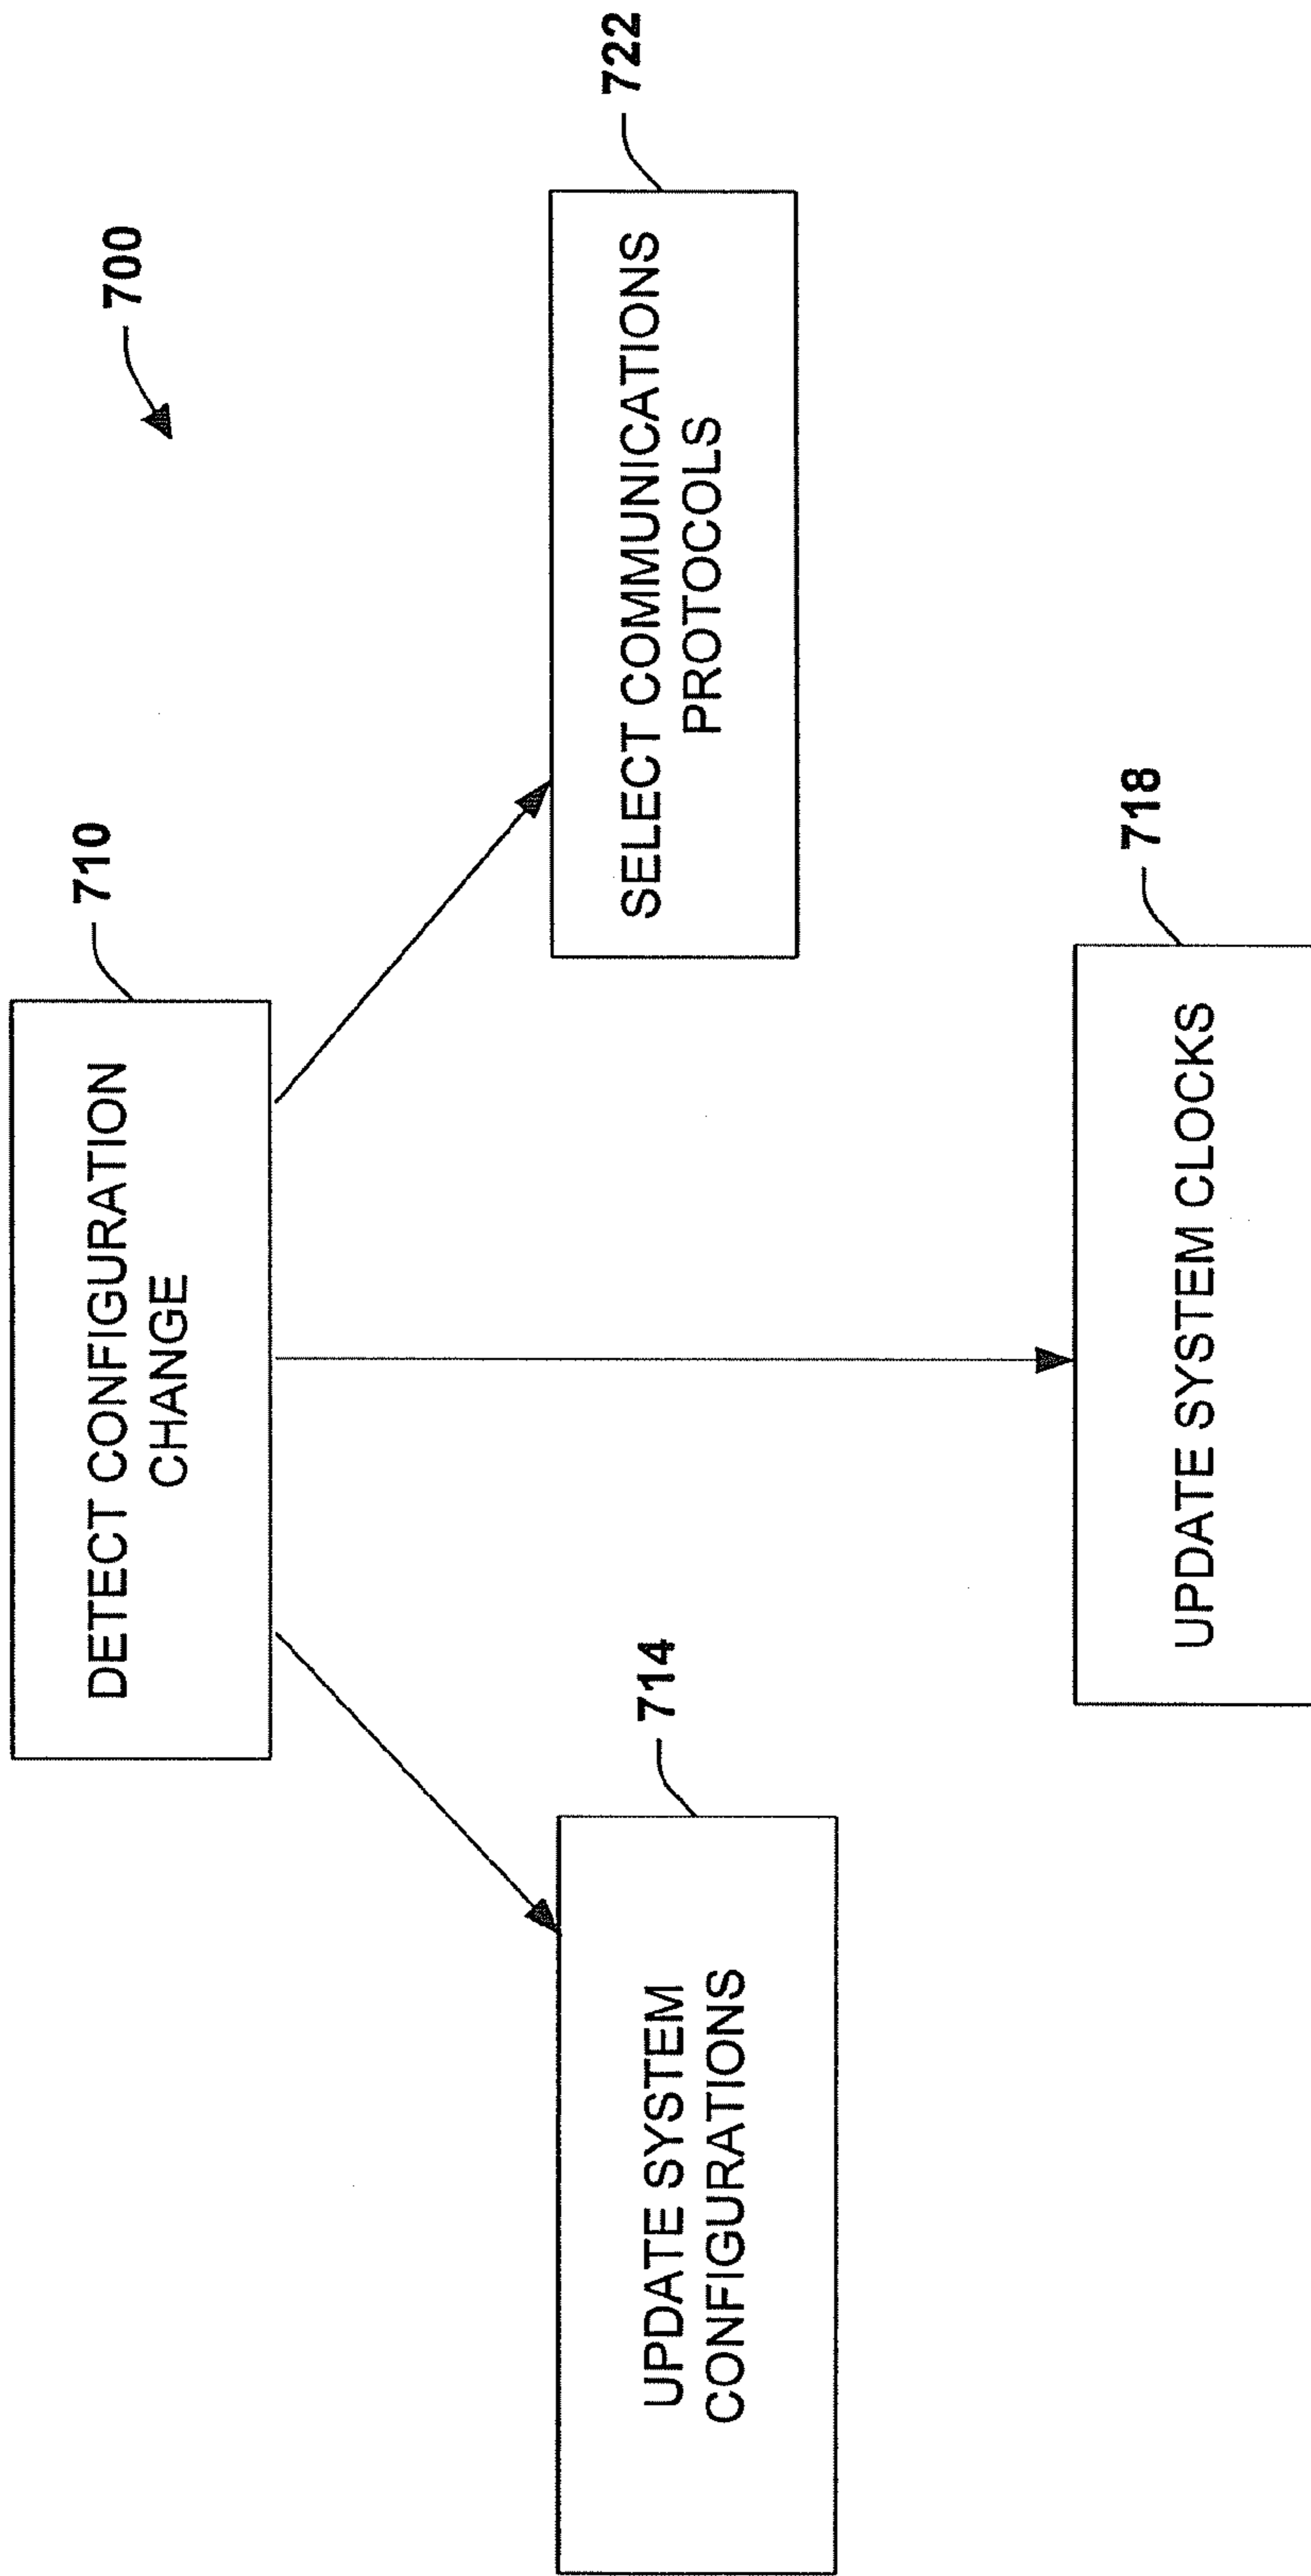 700
710
DETECT CONFIGURATION
CHANGE
714
UPDATE SYSTEM
CONFIGURATIONS
722
SELECT COMMUNICATIONS
PROTOCOLS
718
UPDATE SYSTEM CLOCKS